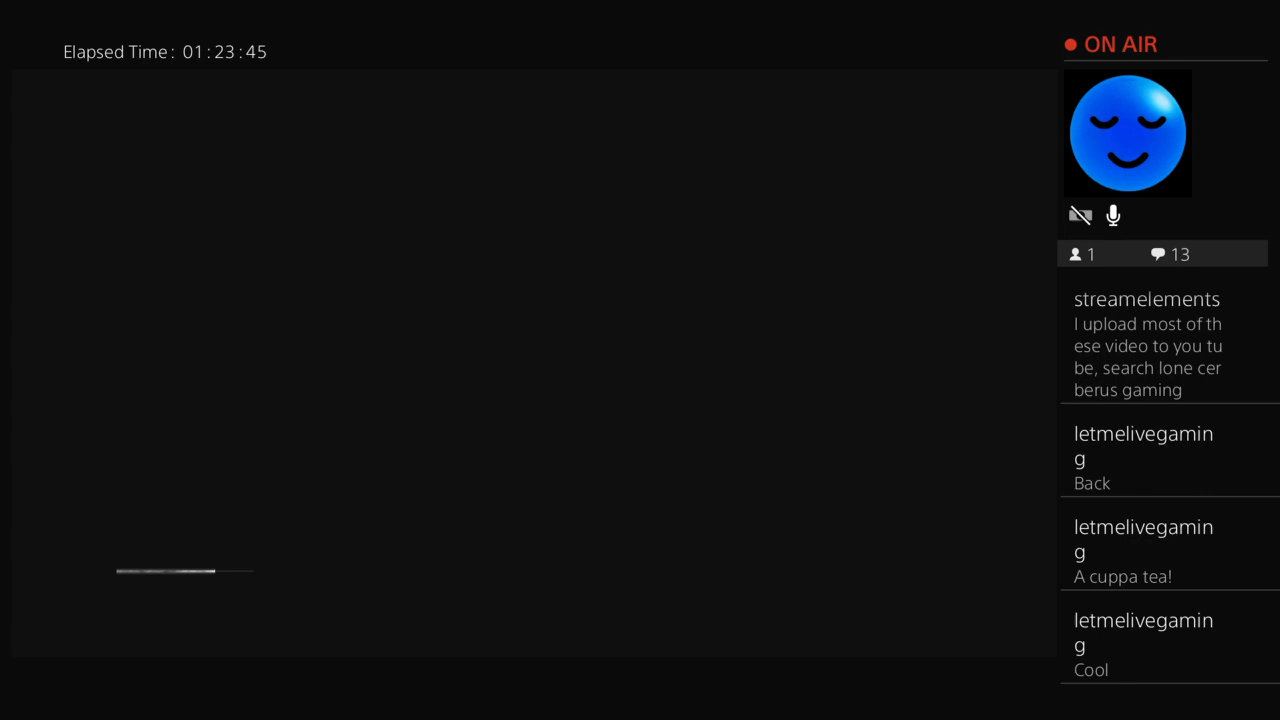 Elapsed Time: 01:23:45
ON AIR
1 13
streamelements
I upload most of th
ese video to you tu
be, search lone cer
berus gaming
letmelivegamin
g
Back
letmelivegamin
g
A cuppa tea!
letmelivegamin
g
Cool